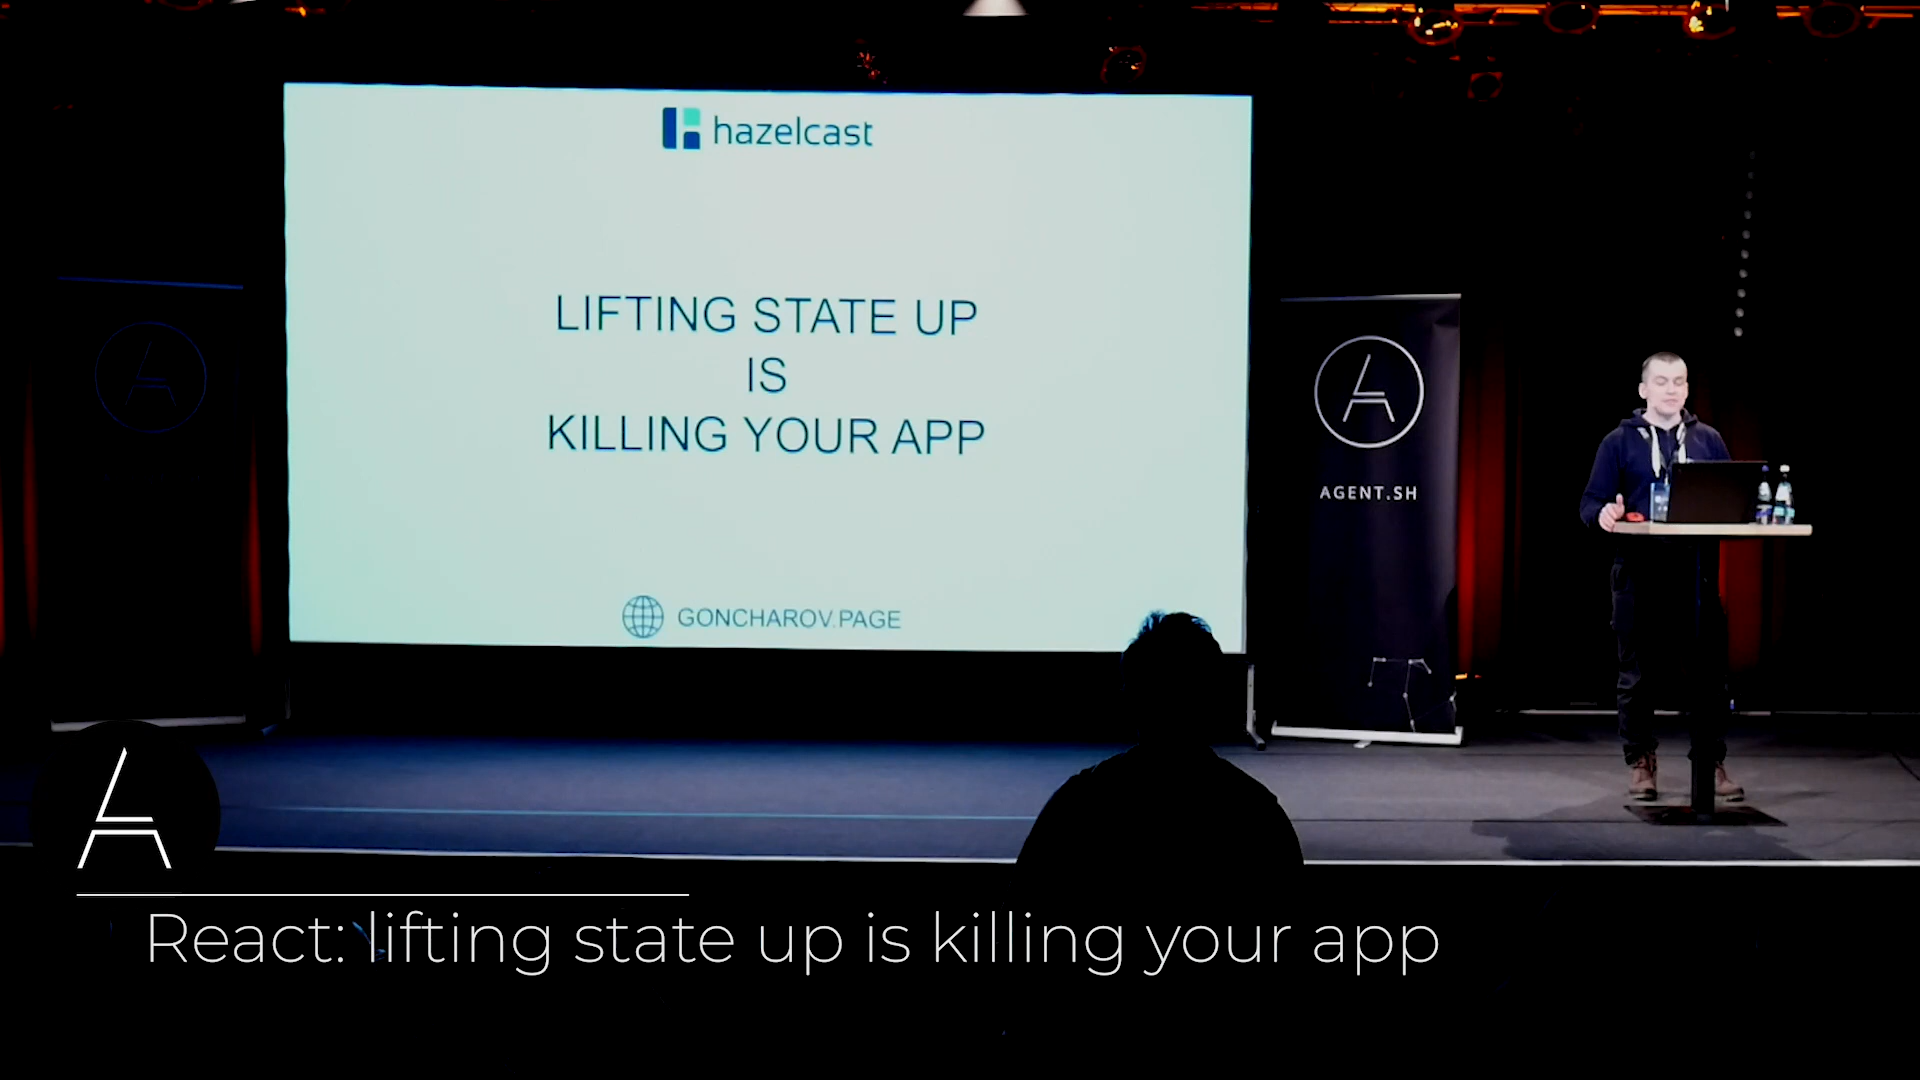 hazelcast
LIFTING STATE UP
IS
KILLING YOUR APP
GONCHAROV.PAGE
AGENT.SH
React: lifting state up is killing your app